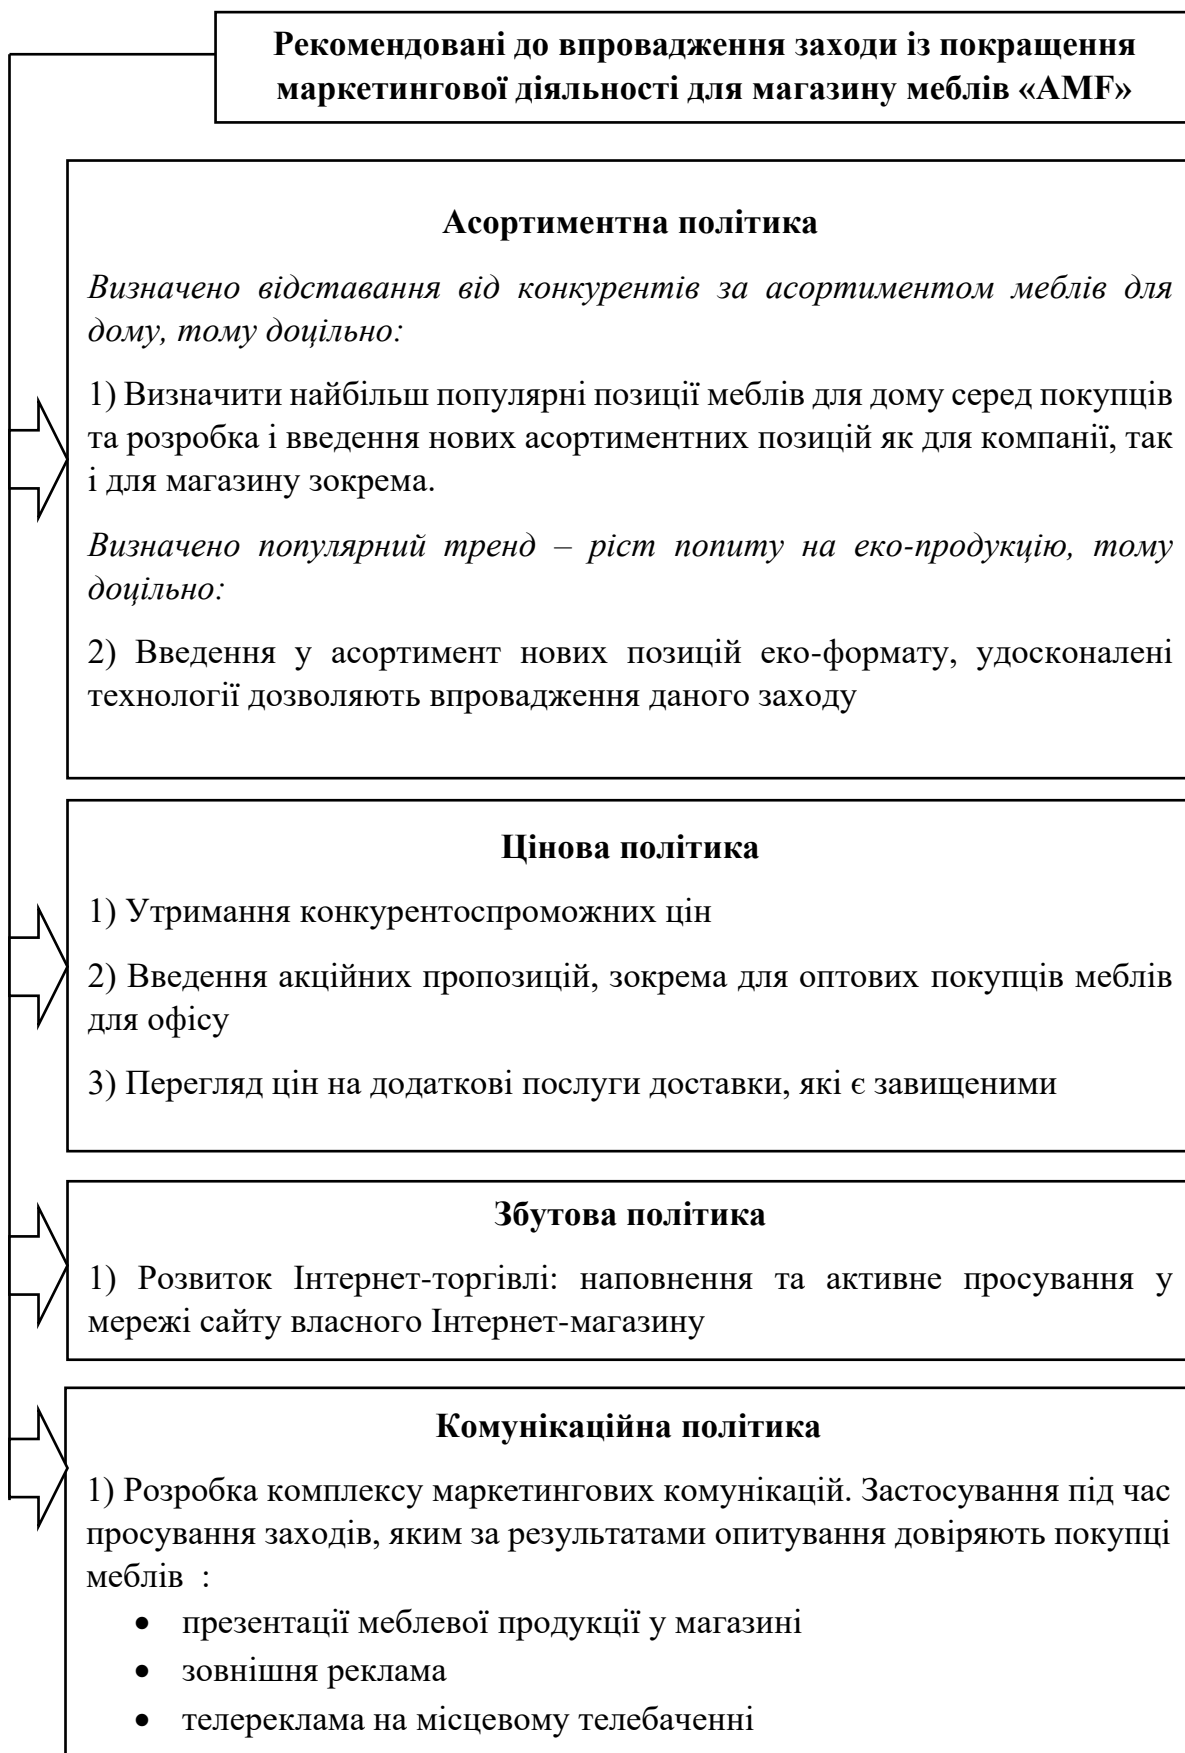 Рекомендовані до впровадження заходи із покращення
маркетингової діяльності для магазину меблів «AMF»
Асортиментна політика
Визначено відставання від конкурентів за асортиментом меблів для
дому, тому доцільно:
1) Визначити найбільш популярні позиції меблів для дому серед покупців
та розробка і введення нових асортиментних позицій як для компанії, так
і для магазину зокрема.
Визначено популярний тренд – ріст попиту на еко-продукцію, тому
доцільно:
2) Введення у асортимент нових позицій еко-формату, удосконалені
технології дозволяють впровадження даного заходу
Цінова політика
1) Утримання конкурентоспроможних цін
2) Введення акційних пропозицій, зокрема для оптових покупців меблів
для офісу
3) Перегляд цін на додаткові послуги доставки, які є завищеними
Збутова політика
1) Розвиток Інтернет-торгівлі: наповнення та активне просування у
мережі сайту власного Інтернет-магазину
Комунікаційна політика
1) Розробка комплексу маркетингових комунікацій. Застосування під час
просування заходів, яким за результатами опитування довіряють покупці
меблів :
• презентації меблевої продукції у магазині
• зовнішня реклама
• телереклама на місцевому телебаченні